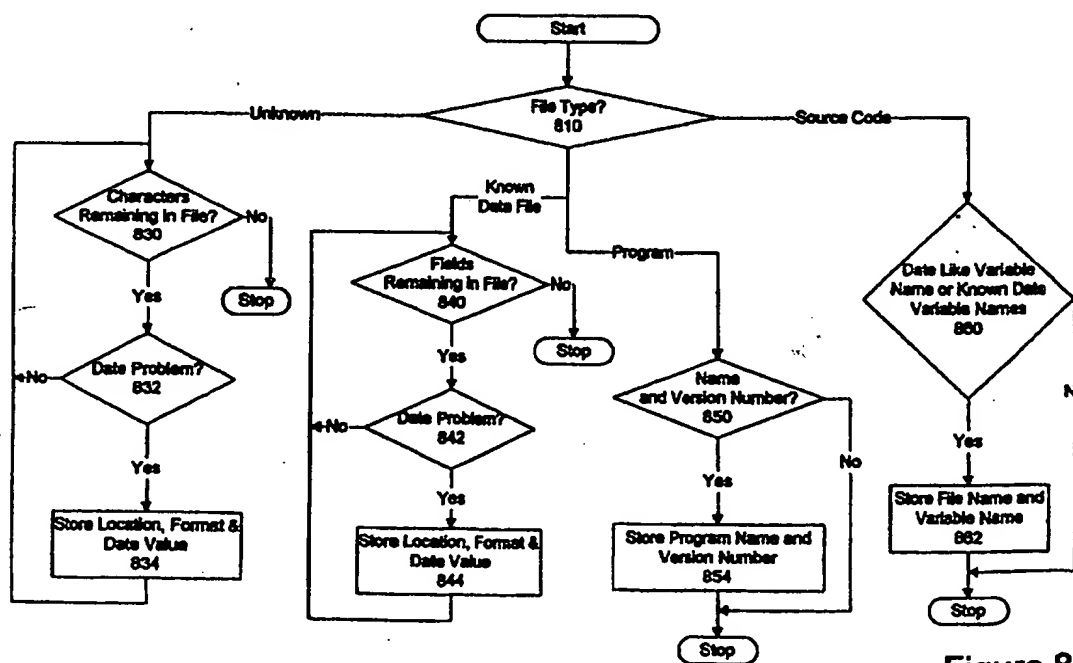 Start
File Type?
810
Unknown
Source Code
Known
Data File
Program
Characters
Remaining in File?
830
No
Stop
Yes
Date Problem?
832
No
Yes
Store Location, Format &
Date Value
834
Fields
Remaining in File?
840
No
Stop
Yes
Date Problem?
842
No
Yes
Store Location, Format &
Date Value
844
Name
and Version Number?
850
No
Yes
Store Program Name and
Version Number
854
Stop
Date Like Variable
Name or Known Date
Variable Names
860
N
Yes
Store File Name and
Variable Name
862
Stop
Figure 8